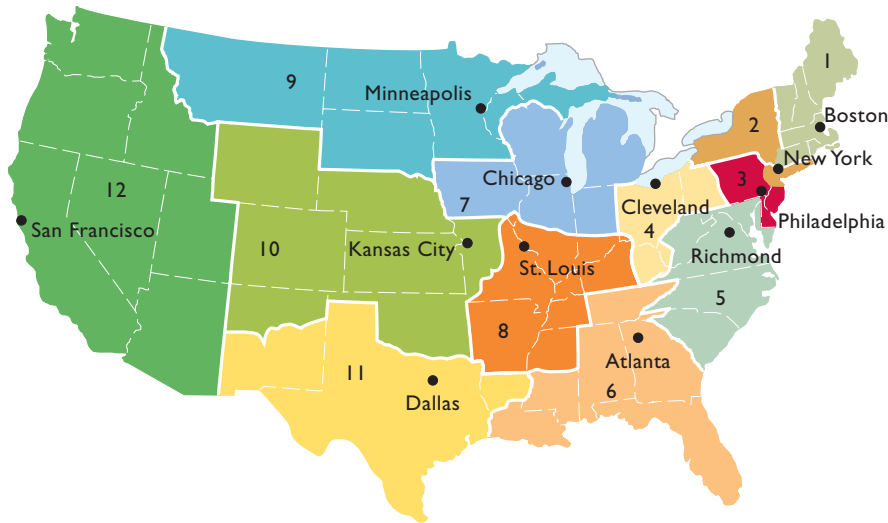 1
9
Minneapolis
Boston
2
New York
3
Chicago
12
7
Cleveland
Philadelphia
San Francisco
4
10
Kansas City
Richmond
St. Louis
5
8
Atlanta
11
6
Dallas